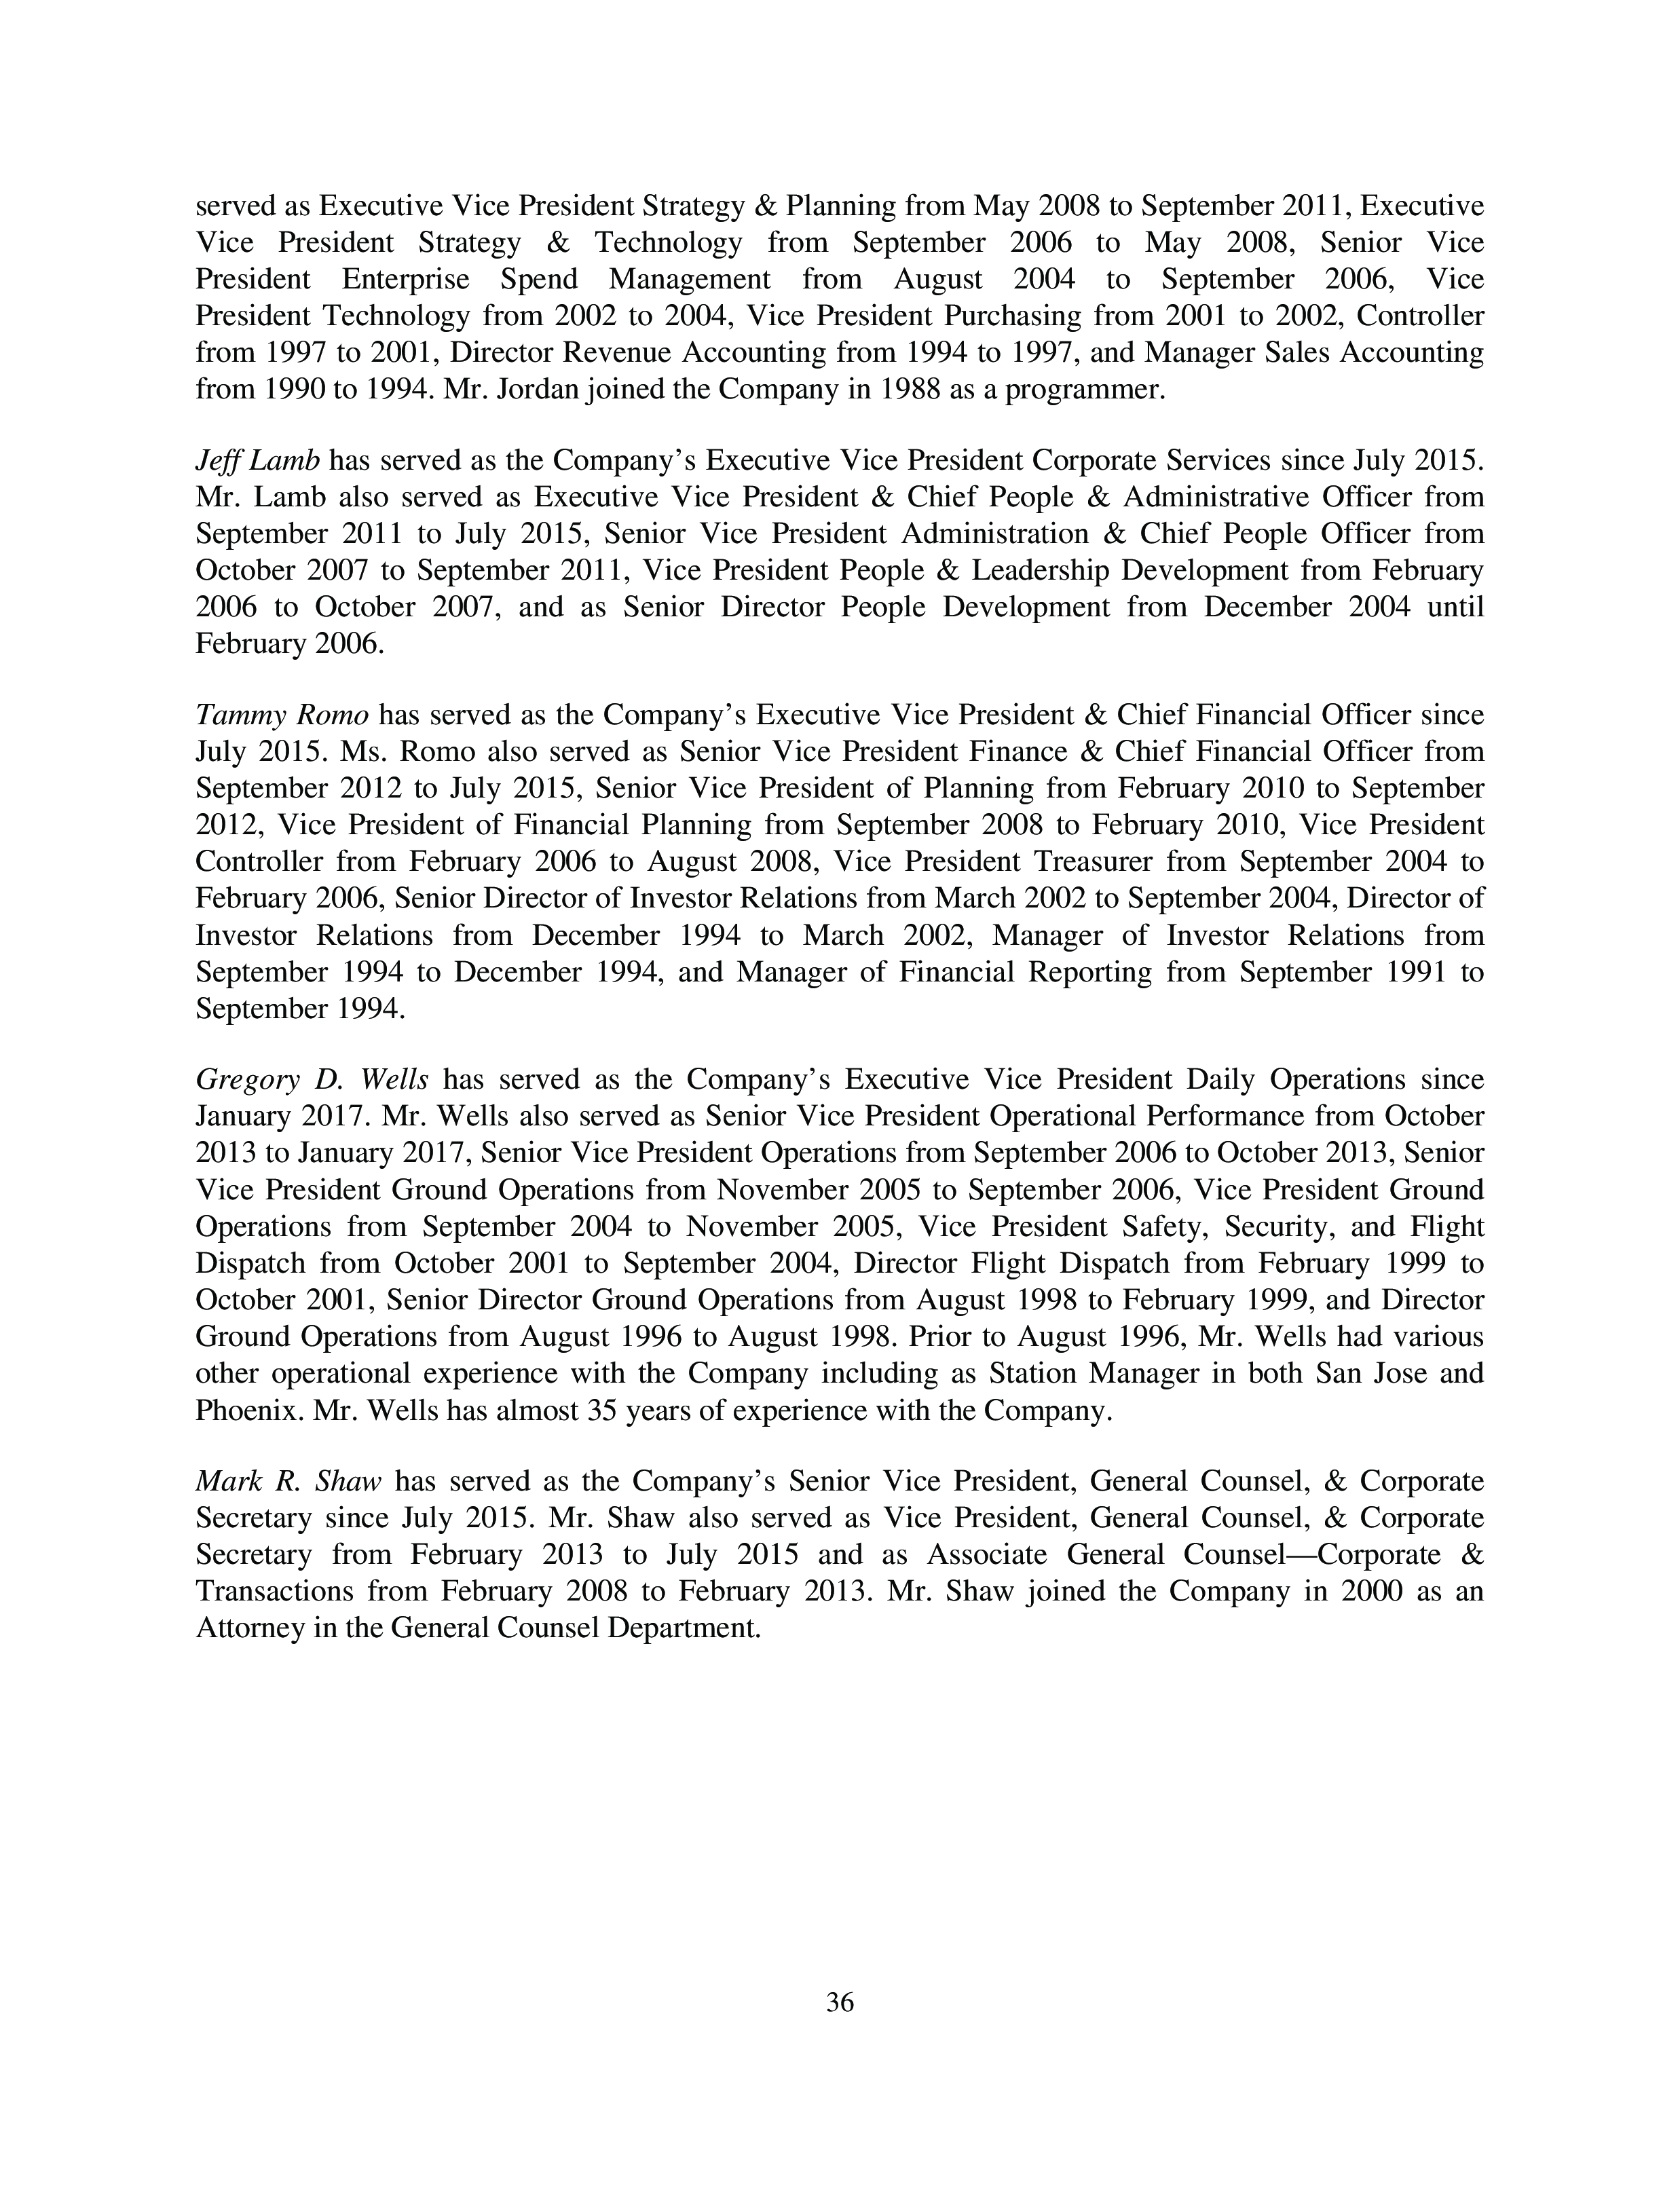 served as Executive Vice President Strategy & Planning from May 2008 to September 2011, Executive
Vice President Strategy & Technology from September 2006 to May 2008, Senior Vice
President Enterprise Spend Management from August 2004 to September 2006, Vice
President Technology from 2002 to 2004, Vice President Purchasing from 2001 to 2002, Controller
from 1997 to 2001, Director Revenue Accounting from 1994 to 1997, and Manager Sales Accounting
from 1990 to 1994. Mr. Jordan joined the Company in 1988 as a programmer.
Jeff Lamb has served as the Company’s Executive Vice President Corporate Services since July 2015.
Mr. Lamb also served as Executive Vice President & Chief People & Administrative Officer from
September 2011 to July 2015, Senior Vice President Administration & Chief People Officer from
October 2007 to September 2011, Vice President People & Leadership Development from February
2006 to October 2007, and as Senior Director People Development from December 2004 until
February 2006.
Tammy Romo has served as the Company’s Executive Vice President & Chief Financial Officer since
July 2015. Ms. Romo also served as Senior Vice President Finance & Chief Financial Officer from
September 2012 to July 2015, Senior Vice President of Planning from February 2010 to September
2012, Vice President of Financial Planning from September 2008 to February 2010, Vice President
Controller from February 2006 to August 2008, Vice President Treasurer from September 2004 to
February 2006, Senior Director of Investor Relations from March 2002 to September 2004, Director of
Investor Relations from December 1994 to March 2002, Manager of Investor Relations from
September 1994 to December 1994, and Manager of Financial Reporting from September 1991 to
September 1994.
Gregory D. Wells has served as the Company’s Executive Vice President Daily Operations since
January 2017. Mr. Wells also served as Senior Vice President Operational Performance from October
2013 to January 2017, Senior Vice President Operations from September 2006 to October 2013, Senior
Vice President Ground Operations from November 2005 to September 2006, Vice President Ground
Operations from September 2004 to November 2005, Vice President Safety, Security, and Flight
Dispatch from October 2001 to September 2004, Director Flight Dispatch from February 1999 to
October 2001, Senior Director Ground Operations from August 1998 to February 1999, and Director
Ground Operations from August 1996 to August 1998. Prior to August 1996, Mr. Wells had various
other operational experience with the Company including as Station Manager in both San Jose and
Phoenix. Mr. Wells has almost 35 years of experience with the Company.
Mark R. Shaw has served as the Company’s Senior Vice President, General Counsel, & Corporate
Secretary since July 2015. Mr. Shaw also served as Vice President, General Counsel, & Corporate
Secretary from February 2013 to July 2015 and as Associate General Counsel—Corporate &
Transactions from February 2008 to February 2013. Mr. Shaw joined the Company in 2000 as an
Attorney in the General Counsel Department.
36